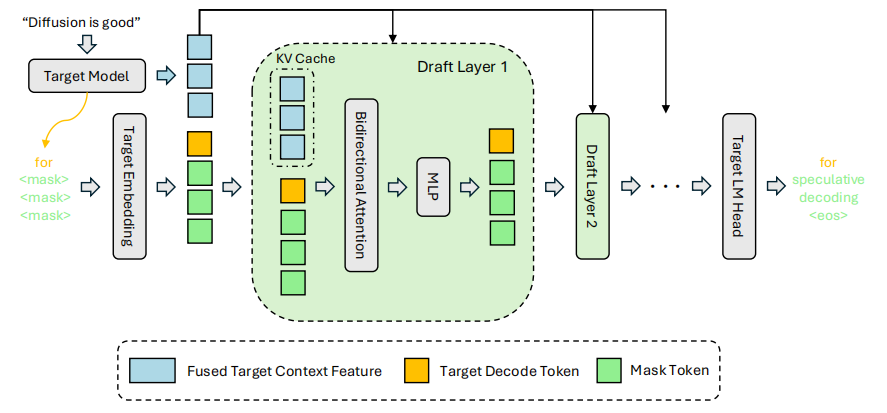 “Diffusion is good”
Target Model
for
<mask>
<mask>
<mask>
Target Embedding
KV Cache
Draft Layer 1
Bidirectional Attention
MLP
Draft Layer 2
. . .
Target LM Head
for
speculative
decoding
<eos>
Fused Target Context Feature
Target Decode Token
Mask Token